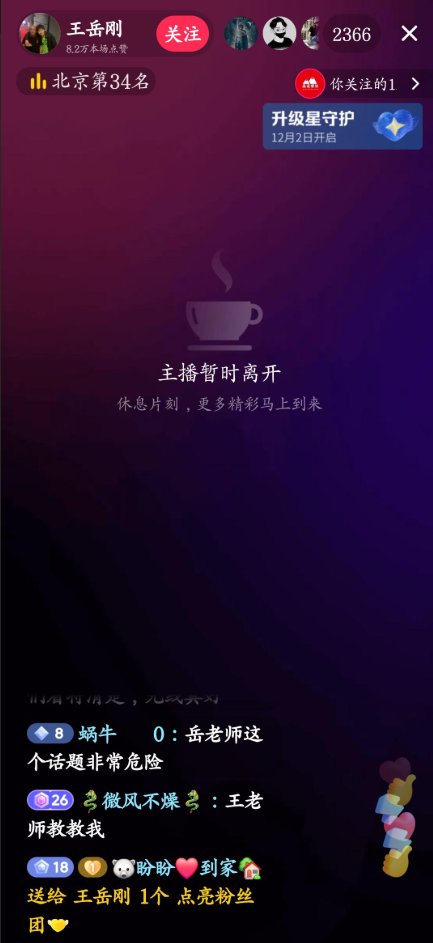 王岳刚
8.2万本场点赞
关注
2366
北京第34名
你关注的1
升级星守护
12月2日开启
主播暂时离开
休息片刻，更多精彩马上到来
8 蜗牛 0：岳老师这
个话题非常危险
26 🐉微风不燥🐉：王老
师教教我
18 1 🐷盼盼❤️到家🏡
送给 王岳刚 1个 点亮粉丝
团🤝